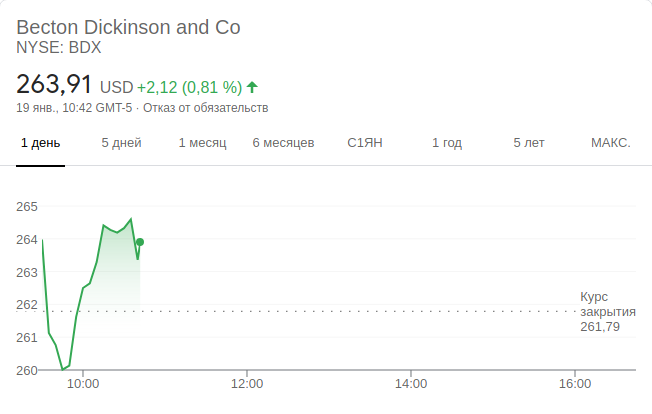 Becton Dickinson and Co
NYSE: BDX
263,91 USD +2,12 (0,81 %)
19 янв., 10:42 GMT-5 · Отказ от обязательств
1 день 5 дней 1 месяц 6 месяцев С1ЯН 1 год 5 лет МАКС.
265
264
263
262
261
260
Курс
закрытия
261,79
10:00 12:00 14:00 16:00